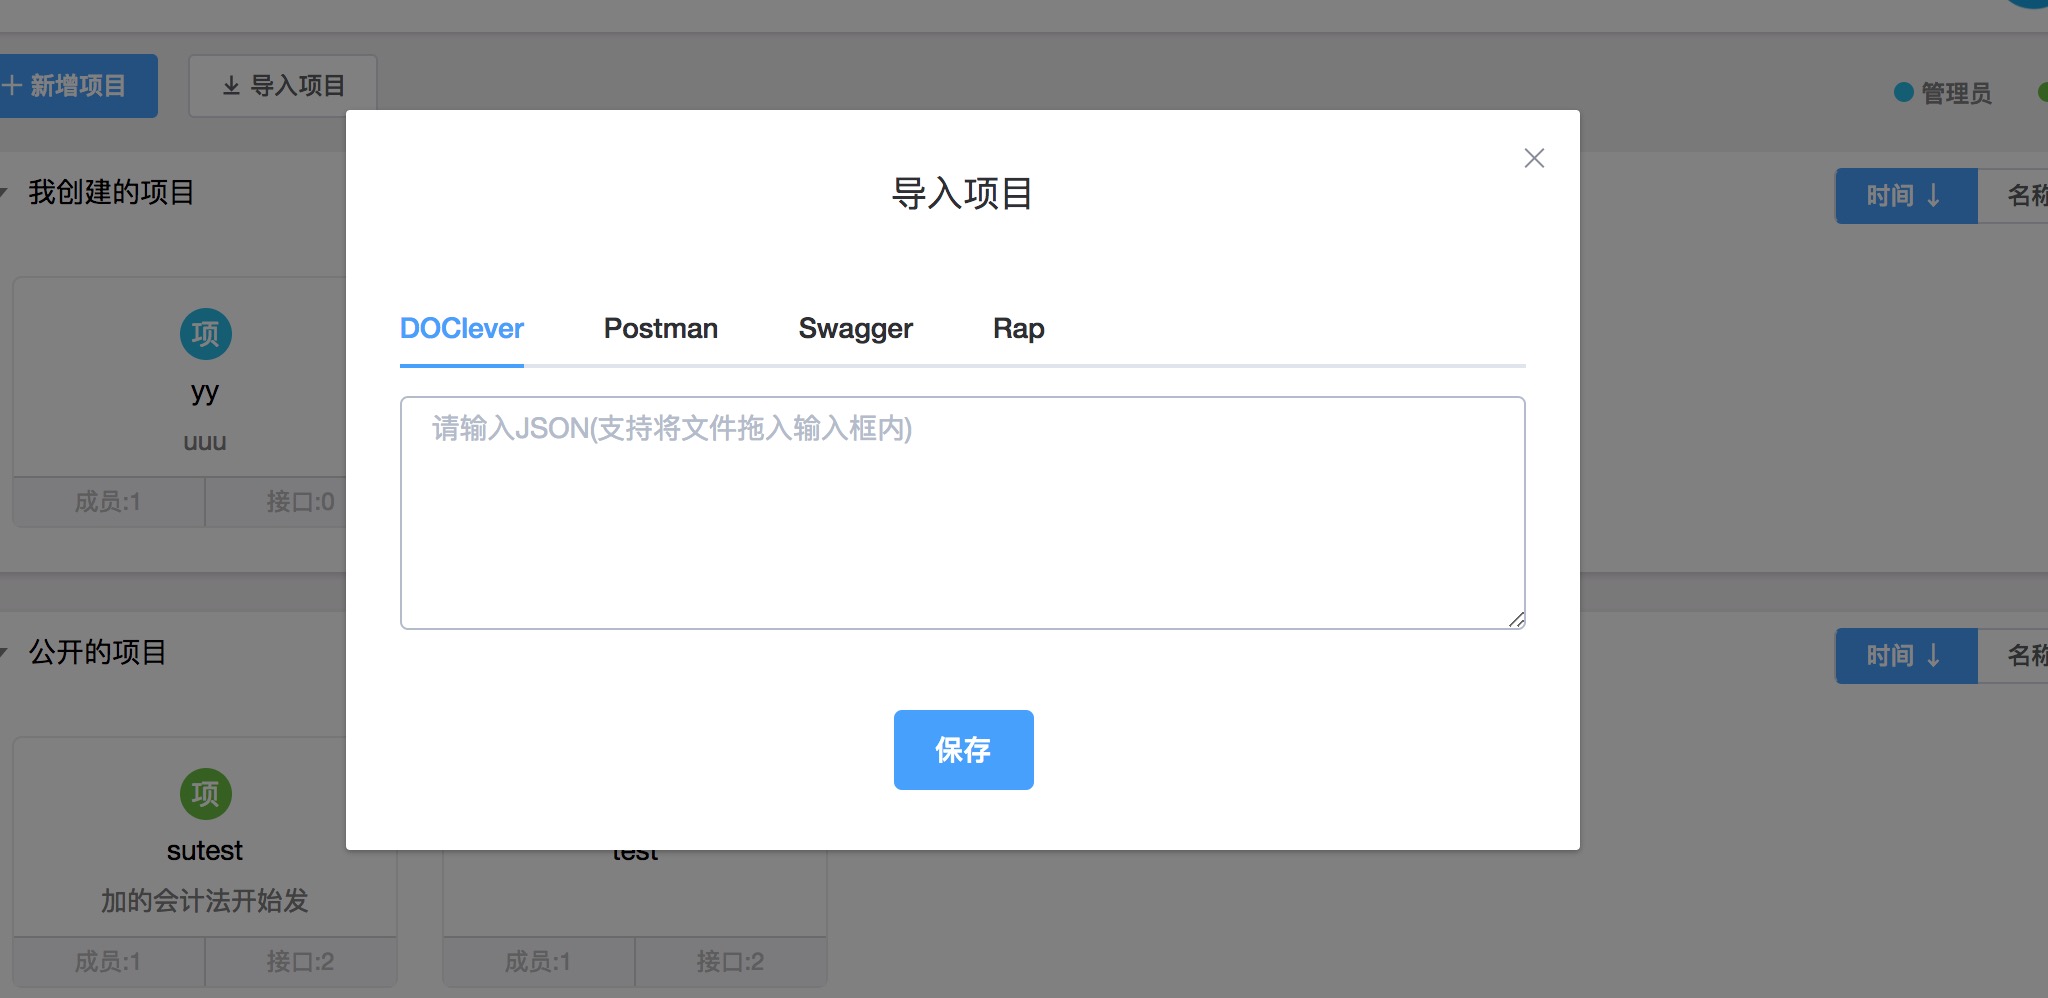 新增项目
导入项目
管理员
我创建的项目
时间
名称
项
yy
uuu
成员:1
接口:0
导入项目
DOClever
Postman
Swagger
Rap
请输入JSON(支持将文件拖入输入框内)
保存
公开的项目
时间
名称
项
sutest
加的会计法开始发
成员:1
接口:2
test
成员:1
接口:2